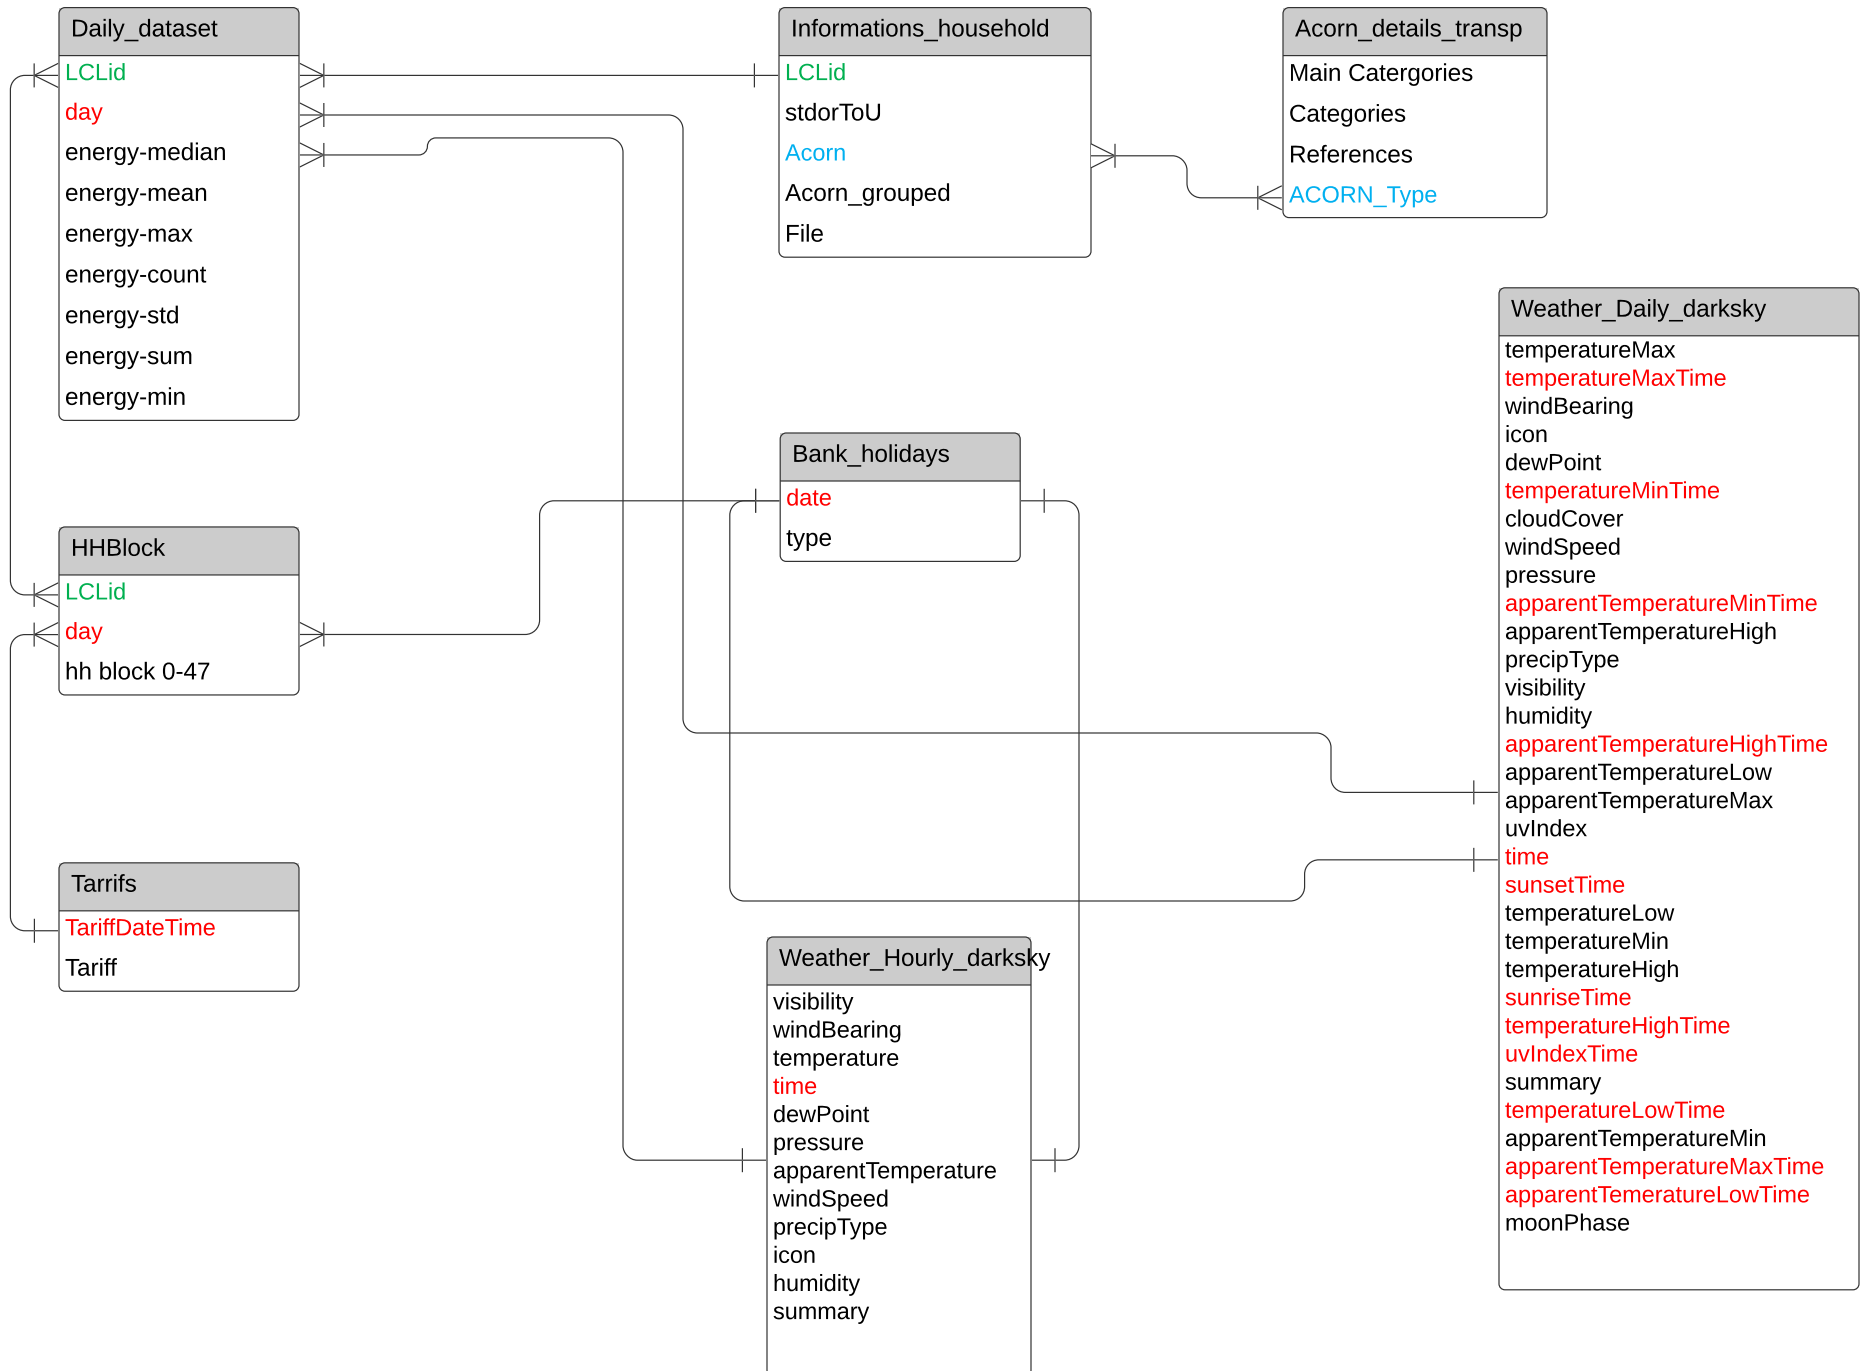 Daily_dataset
LCLid
day
energy-median
energy-mean
energy-max
energy-count
energy-std
energy-sum
energy-min
Informations_household
LCLid
stdorToU
Acorn
Acorn_grouped
File
Acorn_details_transp
Main Catergories
Categories
References
ACORN_Type
Weather_Daily_darksky
temperatureMax
temperatureMaxTime
windBearing
icon
dewPoint
temperatureMinTime
cloudCover
windSpeed
pressure
apparentTemperatureMinTime
apparentTemperatureHigh
precipType
visibility
humidity
apparentTemperatureHighTime
apparentTemperatureLow
apparentTemperatureMax
uvIndex
time
sunsetTime
temperatureLow
temperatureMin
temperatureHigh
sunriseTime
temperatureHighTime
uvIndexTime
summary
temperatureLowTime
apparentTemperatureMin
apparentTemperatureMaxTime
apparentTemeratureLowTime
moonPhase
Bank_holidays
date
type
HHBlock
LCLid
day
hh block 0-47
Tarrifs
TariffDateTime
Tariff
Weather_Hourly_darksky
visibility
windBearing
temperature
time
dewPoint
pressure
apparentTemperature
windSpeed
precipType
icon
humidity
summary